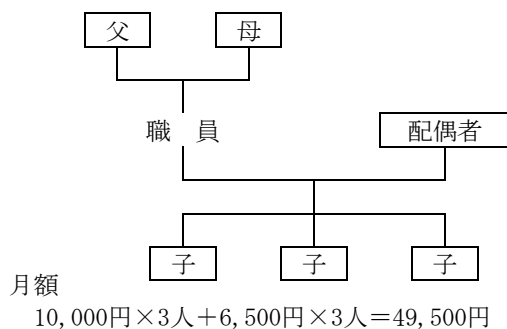 父 母
職 員 配偶者
子 子 子
月額
10,000円×3人+6,500円×3人=49,500円